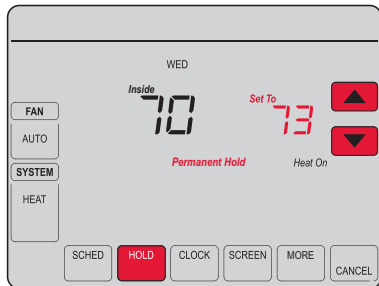 WED
Inside
70
Set To
73
FAN
AUTO
Permanent Hold
Heat On
SYSTEM
HEAT
SCHED HOLD CLOCK SCREEN MORE CANCEL